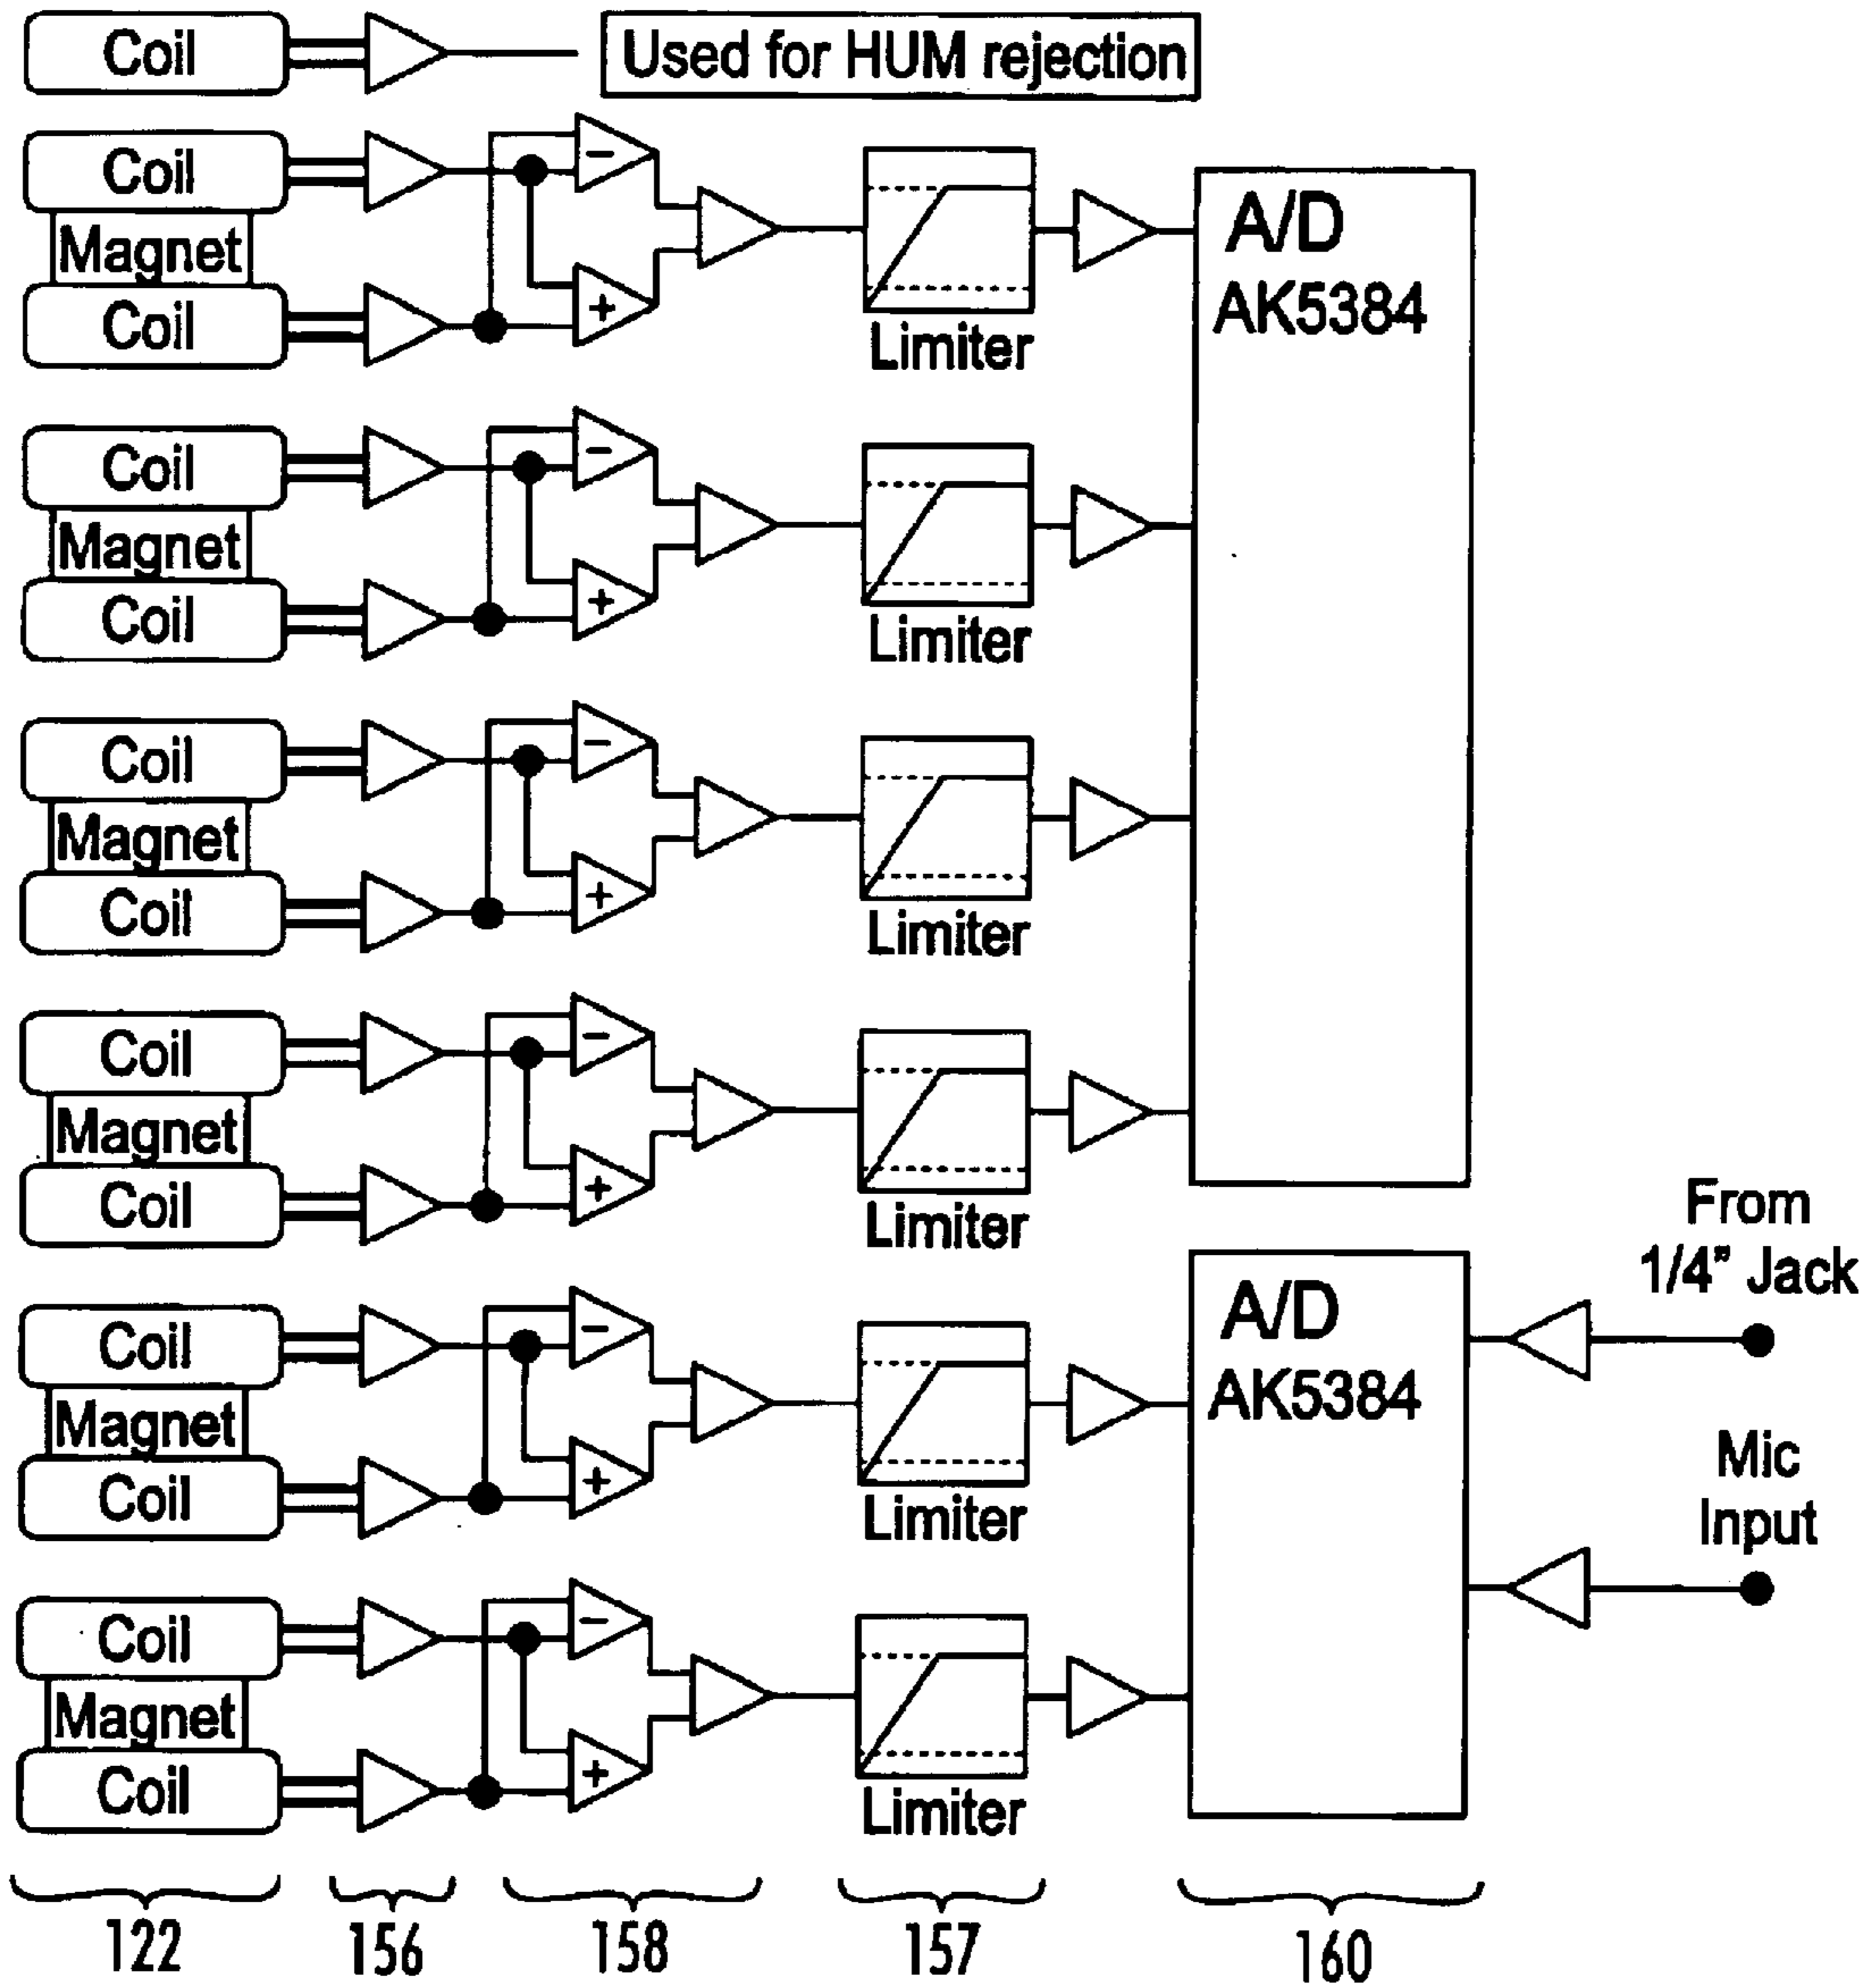 Coil
Used for HUM rejection
Coil
-
Magnet
+
Coil
Limiter
A/D
AK5384
Coil
-
Magnet
+
Coil
Limiter
Coil
-
Magnet
+
Coil
Limiter
Coil
-
Magnet
+
Coil
Limiter
From
1/4” Jack
A/D
AK5384
Coil
-
Magnet
+
Coil
Limiter
Mic
Input
Coil
-
Magnet
+
Coil
Limiter
122
156
158
157
160